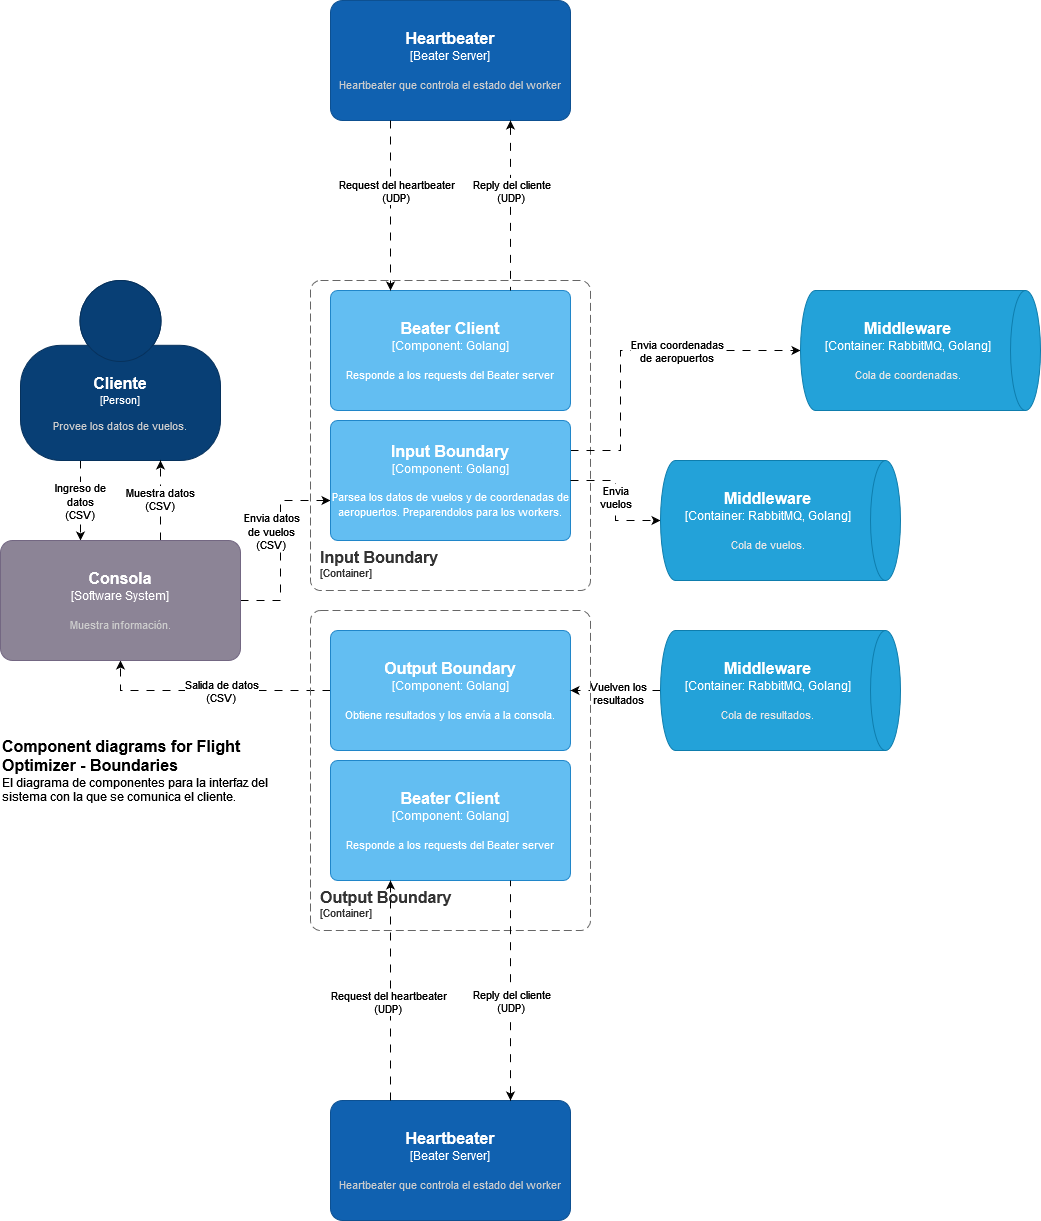 Heartbeater
[Beater Server]
Heartbeater que controla el estado del worker
Request del heartbeater
(UDP)
Reply del cliente
(UDP)
Beater Client
[Component: Golang]
Responde a los requests del Beater server
Envia coordenadas
de aeropuertos
Middleware
[Container: RabbitMQ, Golang]
Cola de coordenadas.
Cliente
[Person]
Provee los datos de vuelos.
Ingreso de
datos
(CSV)
Muestra datos
(CSV)
Envia datos
de vuelos
(CSV)
Input Boundary
[Component: Golang]
Parsea los datos de vuelos y de coordenadas de
aeropuertos. Preparendolos para los workers.
Input Boundary
[Container]
Envia
vuelos
Middleware
[Container: RabbitMQ, Golang]
Cola de vuelos.
Consola
[Software System]
Muestra información.
Salida de datos
(CSV)
Output Boundary
[Component: Golang]
Obtiene resultados y los envía a la consola.
Vuelven los
resultados
Middleware
[Container: RabbitMQ, Golang]
Cola de resultados.
Component diagrams for Flight
Optimizer - Boundaries
El diagrama de componentes para la interfaz del
sistema con la que se comunica el cliente.
Beater Client
[Component: Golang]
Responde a los requests del Beater server
Output Boundary
[Container]
Request del heartbeater
(UDP)
Reply del cliente
(UDP)
Heartbeater
[Beater Server]
Heartbeater que controla el estado del worker